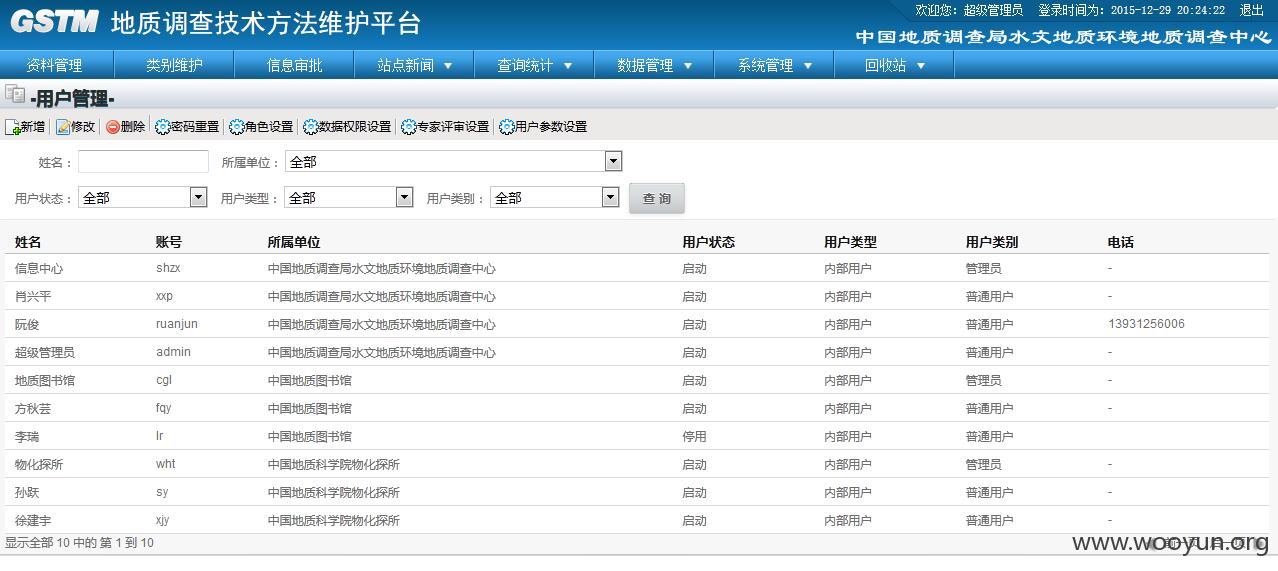 GSTM 地质调查技术方法维护平台
欢迎您：超级管理员 登录时间为：2015-12-29 20:24:22 退出
中国地质调查局水文地质环境地质调查中心
资料管理 类别维护 信息审批 站点新闻 查询统计 数据管理 系统管理 回收站
-用户管理-
新增 修改 删除 密码重置 角色设置 数据权限设置 专家评审设置 用户参数设置
姓名： 所属单位： 全部
用户状态： 全部 用户类型： 全部 用户类别： 全部 查 询
姓名 账号 所属单位 用户状态 用户类型 用户类别 电话
信息中心 shzx 中国地质调查局水文地质环境地质调查中心 启动 内部用户 管理员 -
肖兴平 xxp 中国地质调查局水文地质环境地质调查中心 启动 内部用户 普通用户 -
阮俊 ruanjun 中国地质调查局水文地质环境地质调查中心 启动 内部用户 普通用户 13931256006
超级管理员 admin 中国地质调查局水文地质环境地质调查中心 启动 内部用户 普通用户 -
地质图书馆 cgl 中国地质图书馆 启动 内部用户 管理员 -
方秋芸 fqy 中国地质图书馆 启动 内部用户 普通用户 -
李瑞 lr 中国地质图书馆 停用 内部用户 普通用户 -
物化探所 wht 中国地质科学院物化探所 启动 内部用户 管理员 -
孙跃 sy 中国地质科学院物化探所 启动 内部用户 普通用户 -
徐建宇 xjy 中国地质科学院物化探所 启动 内部用户 普通用户 -
显示全部 10 中的 第 1 到 10
www.wooyun.org